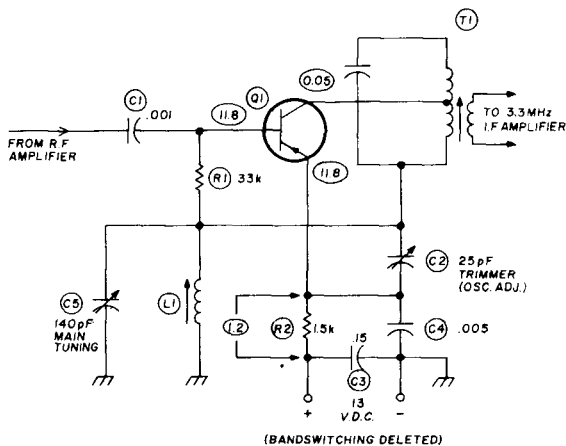 T1
C1
.001
Q1
0.05
11.8
FROM R.F
AMPLIFIER
TO 3.3MHz
I.F AMPLIFIER
R1
33k
11.8
C5
140pF
MAIN
TUNING
L1
C2
25pF
TRIMMER
(OSC. ADJ.)
1.2
R2
1.5k
C4
.005
.15
C3
13
V.D.C.
+
−
(BANDSWITCHING DELETED)